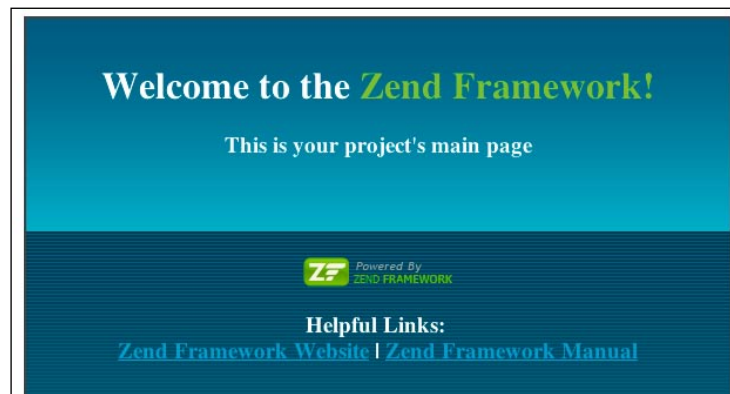 Welcome to the Zend Framework!
This is your project's main page
Powered By
ZEND FRAMEWORK
Helpful Links:
Zend Framework Website | Zend Framework Manual